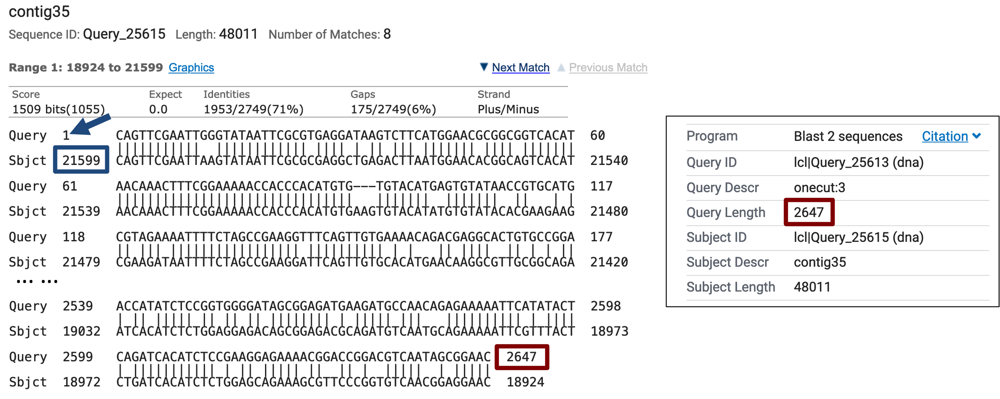 contig35
Sequence ID: Query_25615 Length: 48011 Number of Matches: 8
Range 1: 18924 to 21599 Graphics ▼ Next Match ▲ Previous Match
Score Expect Identities Gaps Strand
1509 bits(1055) 0.0 1953/2749(71%) 175/2749(6%) Plus/Minus
Query 1 CAGTTCGAATTGGGTATAATTCGCGTGAGGATAAGTCTTCATGGAACGCGGCGGTCACAT 60
Sbjct 21599 CAGTTCGAATTAAGTATAATTCGCGCGAGGCTGAGACTTAATGGAACACGGCAGTCACAT 21540
Query 61 AACAAACTTTCGGAAAAACCACCCACATGTG---TGTACATGAGTGTATAACCGTGCATG 117
Sbjct 21539 AACAAACTTTCGGAAAAACCACCCACATGTGAAGTGTACATATGTGTATACACGAAGAAG 21480
Query 118 CGTAGAAAATTTTCTAGCCGAAGGTTTCAGTTGTGAAAACAGACGAGGCACTGTGCCGGA 177
Sbjct 21479 CGAAGATAATTTTCTAGCCGAAGGATTCAGTTGTGCACATGAACAAGGCGTTGCGGCAGA 21420
... ...
Query 2539 ACCATATCTCCGGTGGGGATAGCGGAGATGAAGATGCCAACAGAGAAAAATTCATATACT 2598
Sbjct 19032 ATCACATCTCTGGAGGAGACAGCGGAGACGCAGATGTCAATGCAGAAAAATTCGTTTACT 18973
Query 2599 CAGATCACATCTCCGAAGGAGAAAACGGACCGGACGTCAATAGCGGAAC 2647
Sbjct 18972 CTGATCACATCTCTGGAGCAGAAAGCGTTCCCGGTGTCAACGGAGGAAC 18924
Program Blast 2 sequences Citation
Query ID lcl|Query_25613 (dna)
Query Descr onecut:3
Query Length 2647
Subject ID lcl|Query_25615 (dna)
Subject Descr contig35
Subject Length 48011